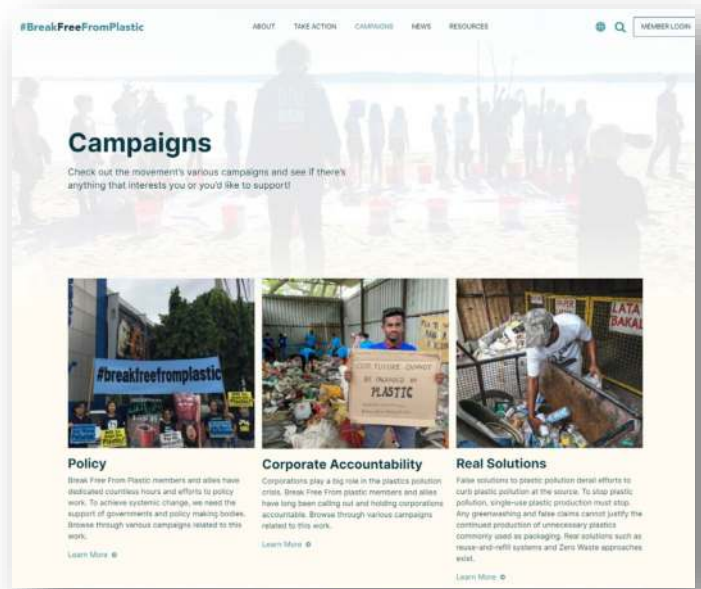 #BreakFreeFromPlastic
ABOUT TAKE ACTION CAMPAIGNS NEWS RESOURCES
MEMBER LOGIN
Campaigns
Check out the movement's various campaigns and see if there's
anything that interests you or you'd like to support!
#breakfreefromplastic
OUR FUTURE CANNOT
BE
PLASTIC
LATA
BAKAL
Policy
Break Free From Plastic members and allies have
dedicated countless hours and efforts to policy
work. To achieve systemic change, we need the
support of governments and policy making bodies.
Browse through various campaigns related to this
work.
Learn More
Corporate Accountability
Corporations play a big role in the plastics pollution
crisis. Break Free From plastic members and allies
have long been calling out and holding corporations
accountable. Browse through various campaigns
related to this work.
Learn More
Real Solutions
False solutions to plastic pollution derail efforts to
curb plastic pollution at the source. To stop plastic
pollution, single-use plastic production must stop.
Any greenwashing and false claims cannot justify the
continued production of unnecessary plastics
commonly used as packaging. Real solutions such as
reuse-and-refill systems and Zero Waste approaches
exist.
Learn More